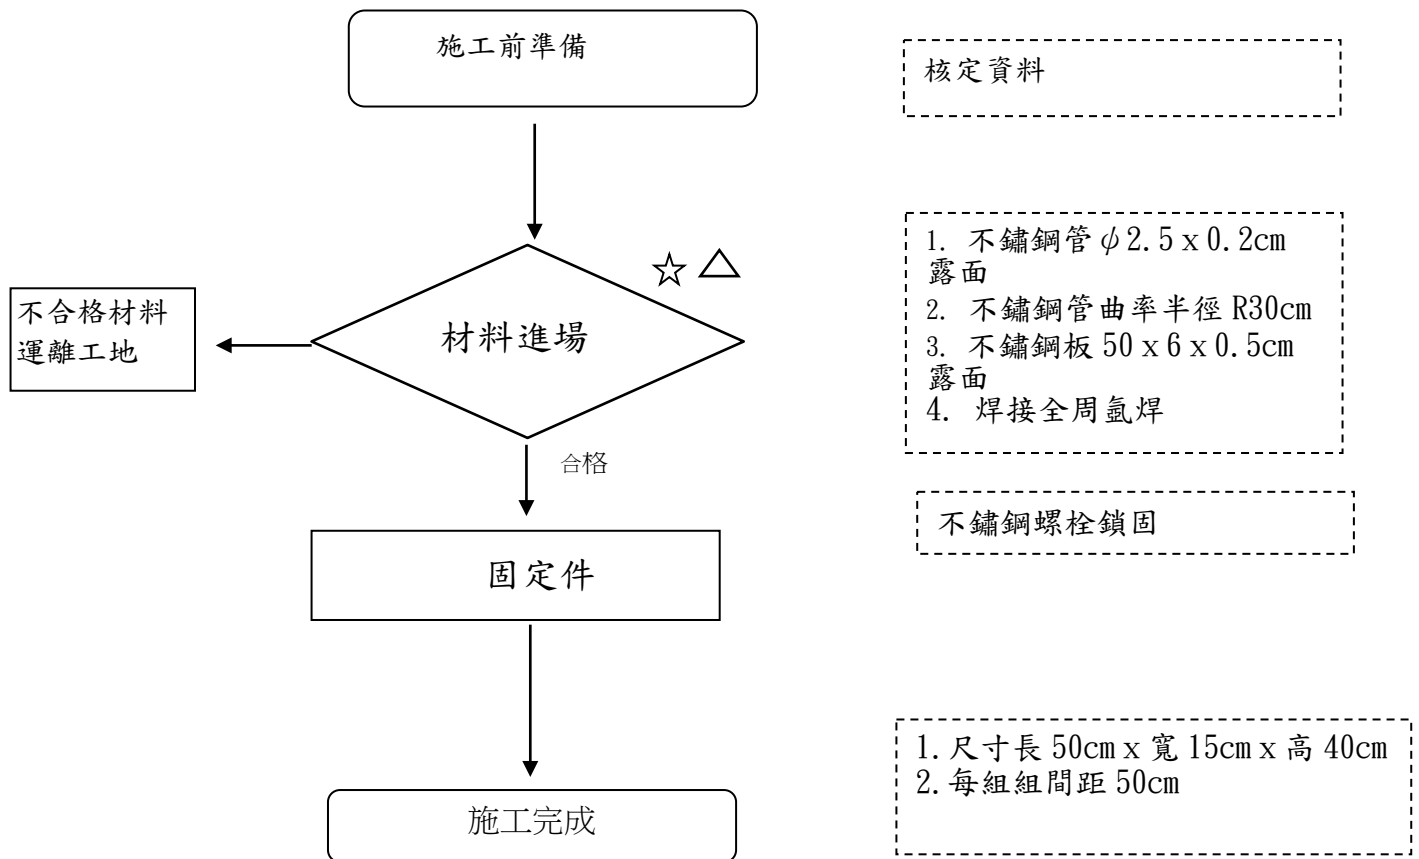 施工前準備
核定資料
不合格材料
運離工地
材料進場
☆ △
1. 不鏽鋼管ψ2.5 x 0.2cm
露面
2. 不鏽鋼管曲率半徑 R30cm
3. 不鏽鋼板 50 x 6 x 0.5cm
露面
4. 焊接全周氬焊
合格
不鏽鋼螺栓鎖固
固定件
1.尺寸長 50cm x 寬 15cm x 高 40cm
2.每組組間距 50cm
施工完成